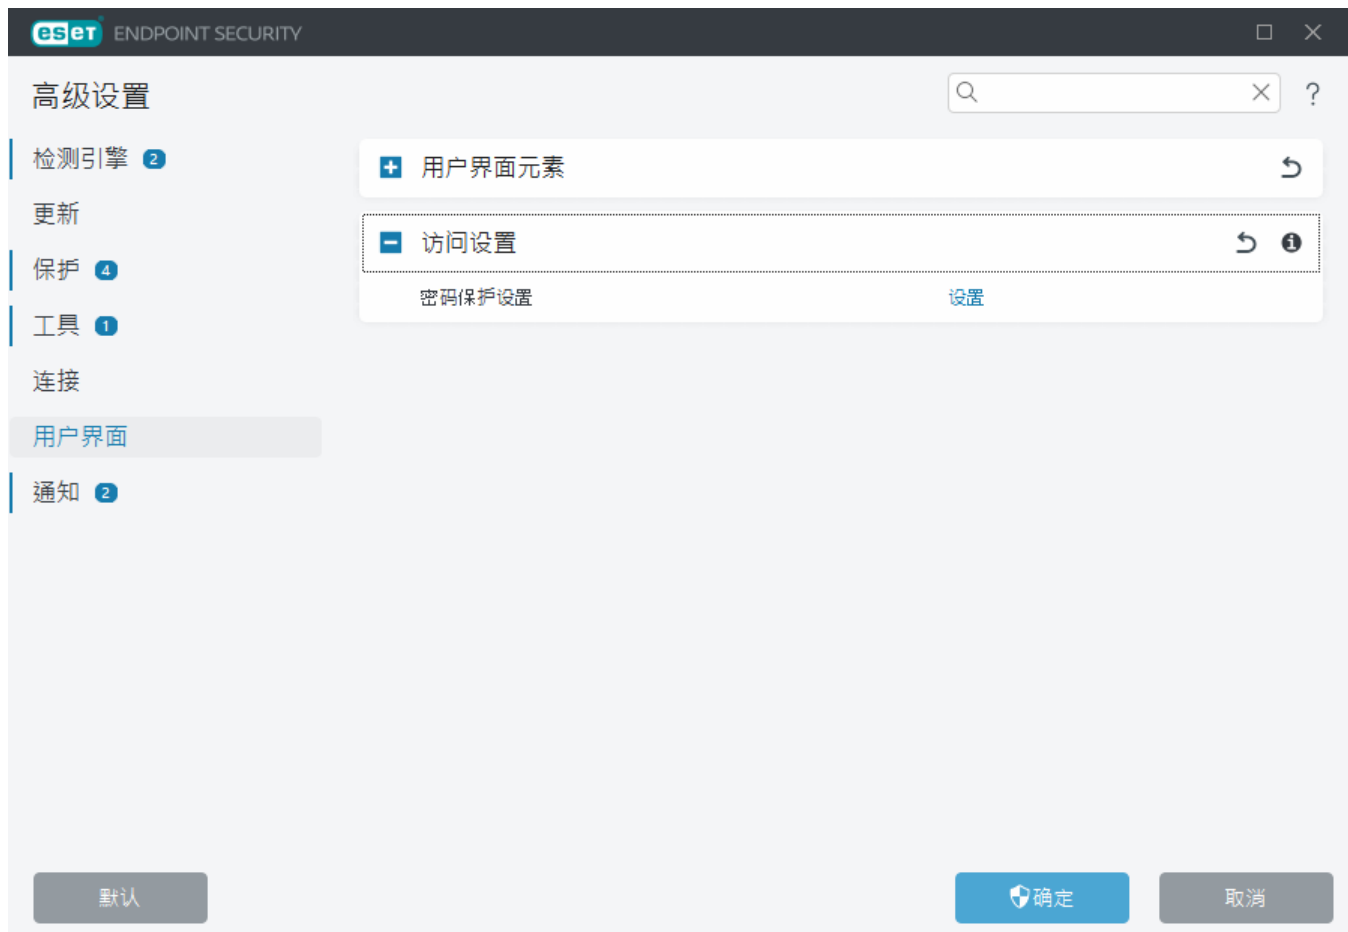 eset ENDPOINT SECURITY
高级设置
?
检测引擎 2
更新
保护 4
工具 1
连接
用户界面
通知 2
用户界面元素
访问设置
密码保护设置 设置
默认
确定
取消